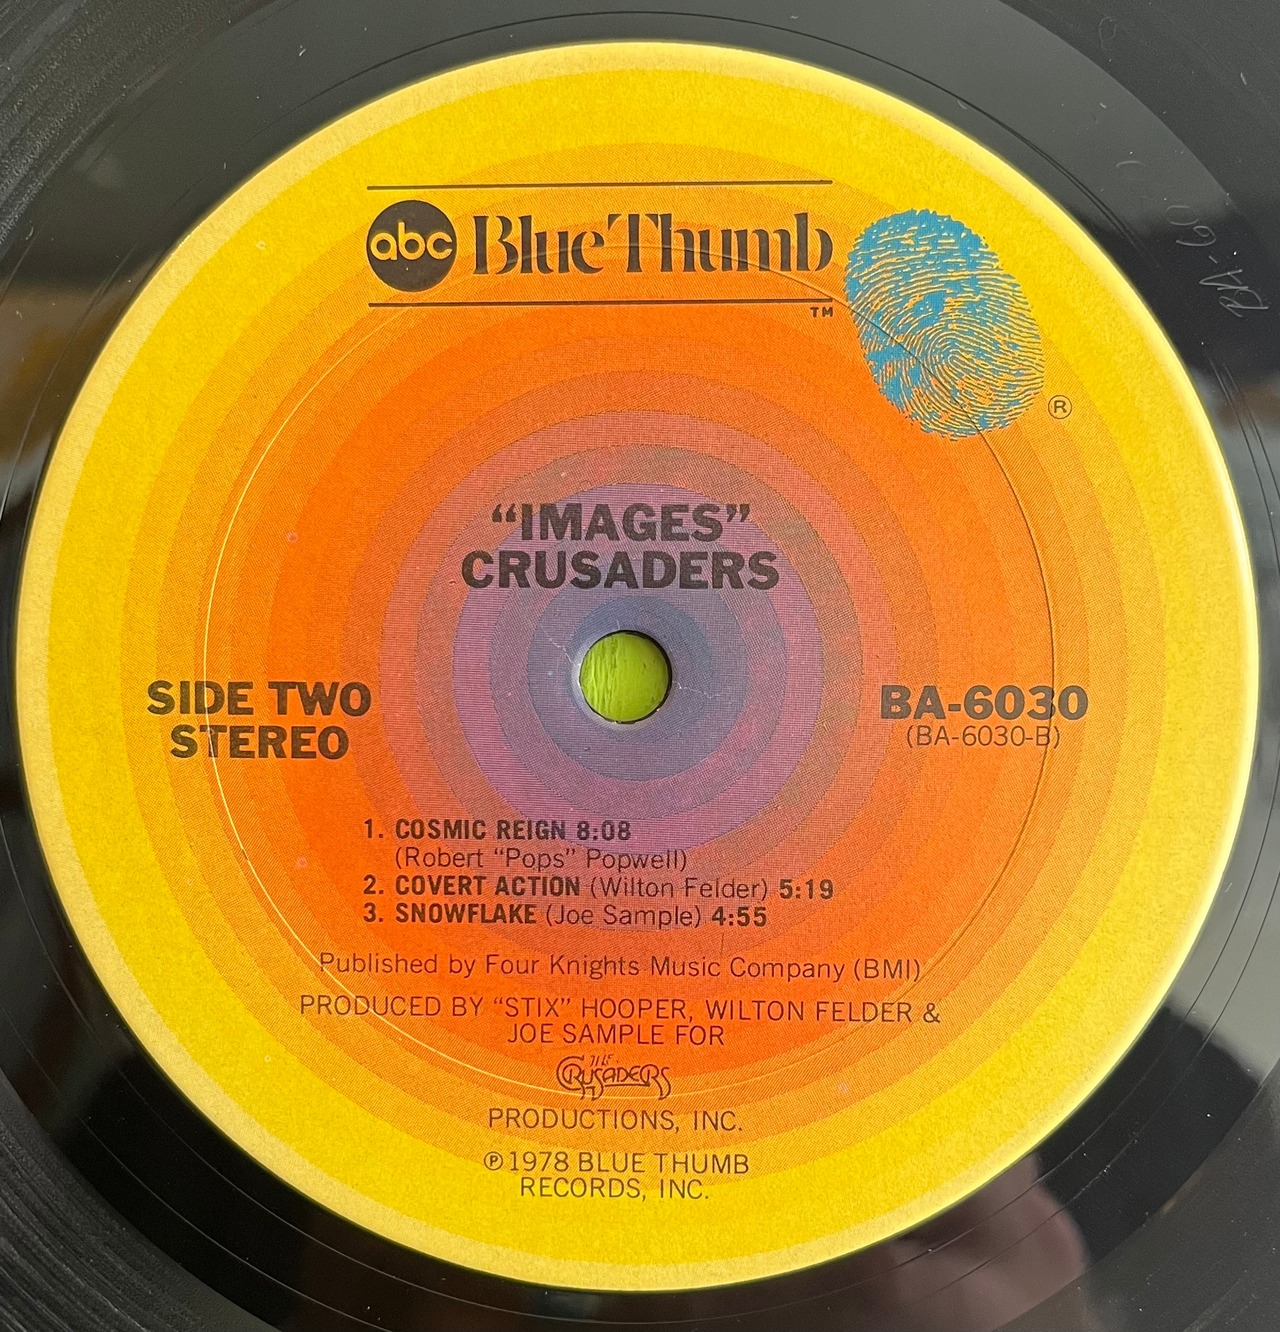 abc Blue Thumb
TM
®
“IMAGES”
CRUSADERS
SIDE TWO
STEREO
BA-6030
(BA-6030-B)
1. COSMIC REIGN 8:08
(Robert “Pops” Popwell)
2. COVERT ACTION (Wilton Felder) 5:19
3. SNOWFLAKE (Joe Sample) 4:55
Published by Four Knights Music Company (BMI)
PRODUCED BY “STIX” HOOPER, WILTON FELDER &
JOE SAMPLE FOR
THE
CRUSADERS
PRODUCTIONS, INC.
℗1978 BLUE THUMB
RECORDS, INC.
BA-60